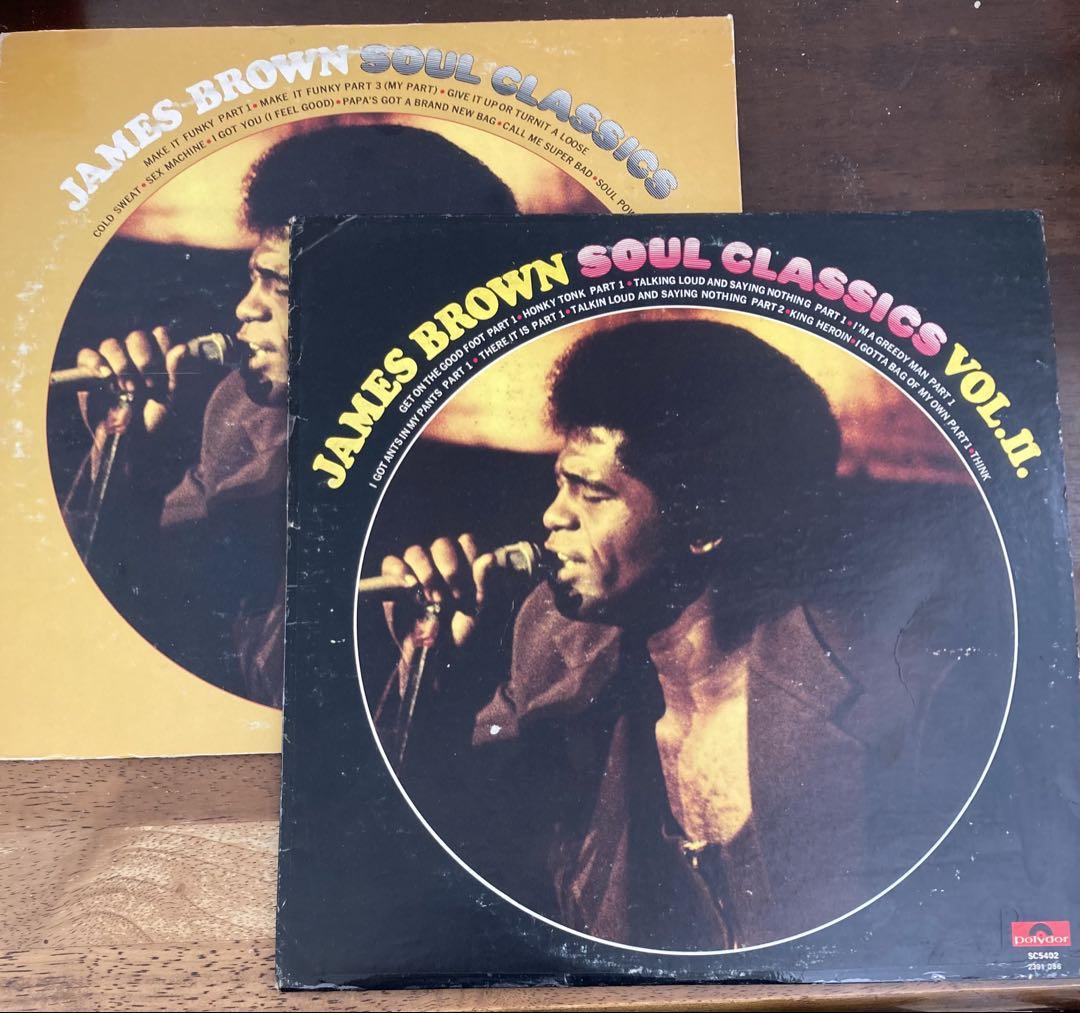 JAMES BROWN SOUL CLASSICS
MAKE IT FUNKY PART 1 • MAKE IT FUNKY PART 3 (MY PART) • GIVE IT UP OR TURNIT A LOOSE
COLD SWEAT • SEX MACHINE • I GOT YOU (I FEEL GOOD) • PAPA'S GOT A BRAND NEW BAG • CALL ME SUPER BAD • SOUL
JAMES BROWN SOUL CLASSICS VOL. II.
GET ON THE GOOD FOOT PART 1 • HONKY TONK PART 1 • TALKING LOUD AND SAYING NOTHING PART 1 • I'M A GREEDY MAN PART 1
I GOT ANTS IN MY PANTS PART 1 • THERE IT IS PART 1 • TALKIN LOUD AND SAYING NOTHING PART 2 • KING HEROIN • I GOTTA BAG OF MY OWN PART 1 • THINK
polydor
SC5402
2391 056